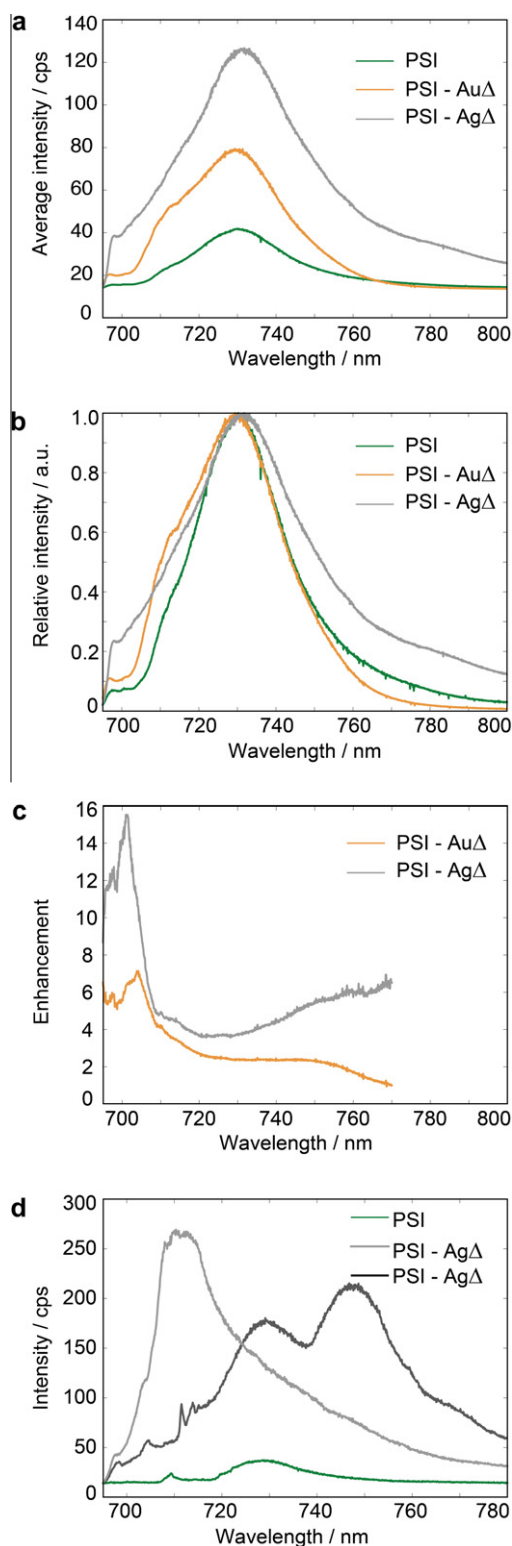 a
140
120
100
80
60
40
20
0
Average intensity / cps
PSI
PSI - AuΔ
PSI - AgΔ
700 720 740 760 780 800
Wavelength / nm
b
1.0
0.8
0.6
0.4
0.2
0
Relative intensity / a.u.
PSI
PSI - AuΔ
PSI - AgΔ
700 720 740 760 780 800
Wavelength / nm
c
16
14
12
10
8
6
4
2
0
Enhancement
PSI - AuΔ
PSI - AgΔ
700 720 740 760 780 800
Wavelength / nm
d
300
250
200
150
100
50
0
Intensity / cps
PSI
PSI - AgΔ
PSI - AgΔ
700 720 740 760 780
Wavelength / nm